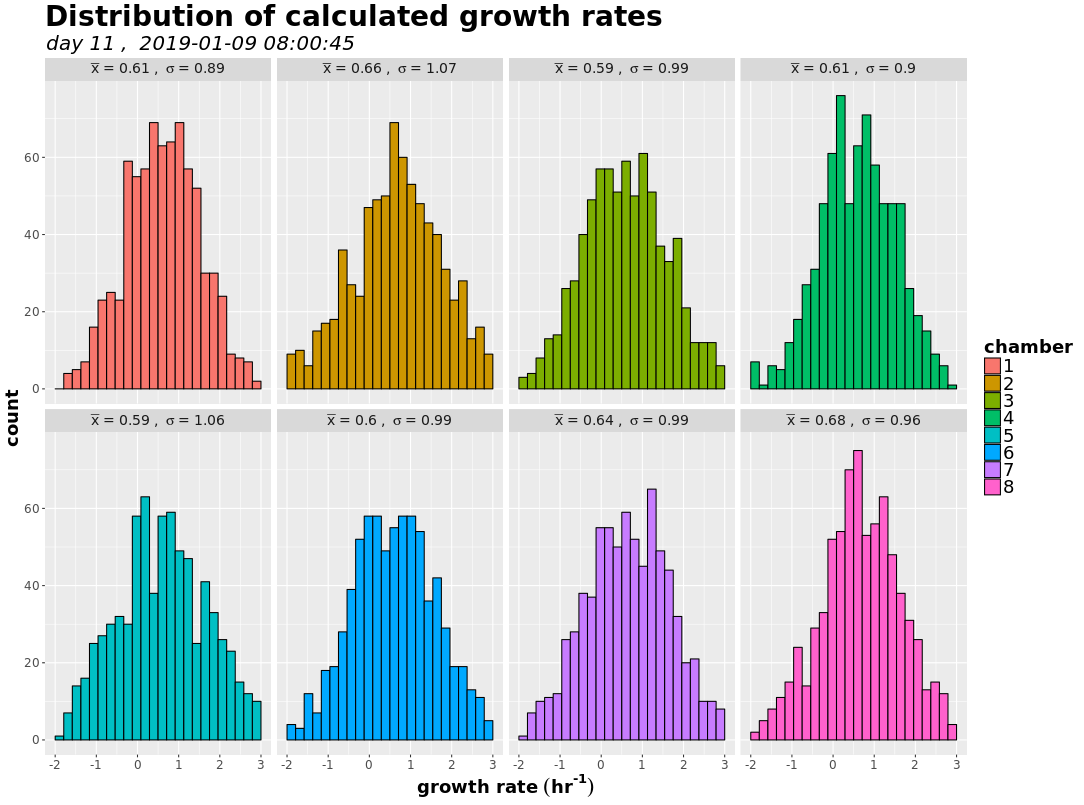 Distribution of calculated growth rates
day 11 ,  2019-01-09 08:00:45
x̅ = 0.61 ,  σ = 0.89
x̅ = 0.66 ,  σ = 1.07
x̅ = 0.59 ,  σ = 0.99
x̅ = 0.61 ,  σ = 0.9
60
40
20
0
x̅ = 0.59 ,  σ = 1.06
x̅ = 0.6 ,  σ = 0.99
x̅ = 0.64 ,  σ = 0.99
x̅ = 0.68 ,  σ = 0.96
60
40
20
0
-2 -1 0 1 2 3
-2 -1 0 1 2 3
-2 -1 0 1 2 3
-2 -1 0 1 2 3
count
growth rate (hr⁻¹)
chamber
1
2
3
4
5
6
7
8